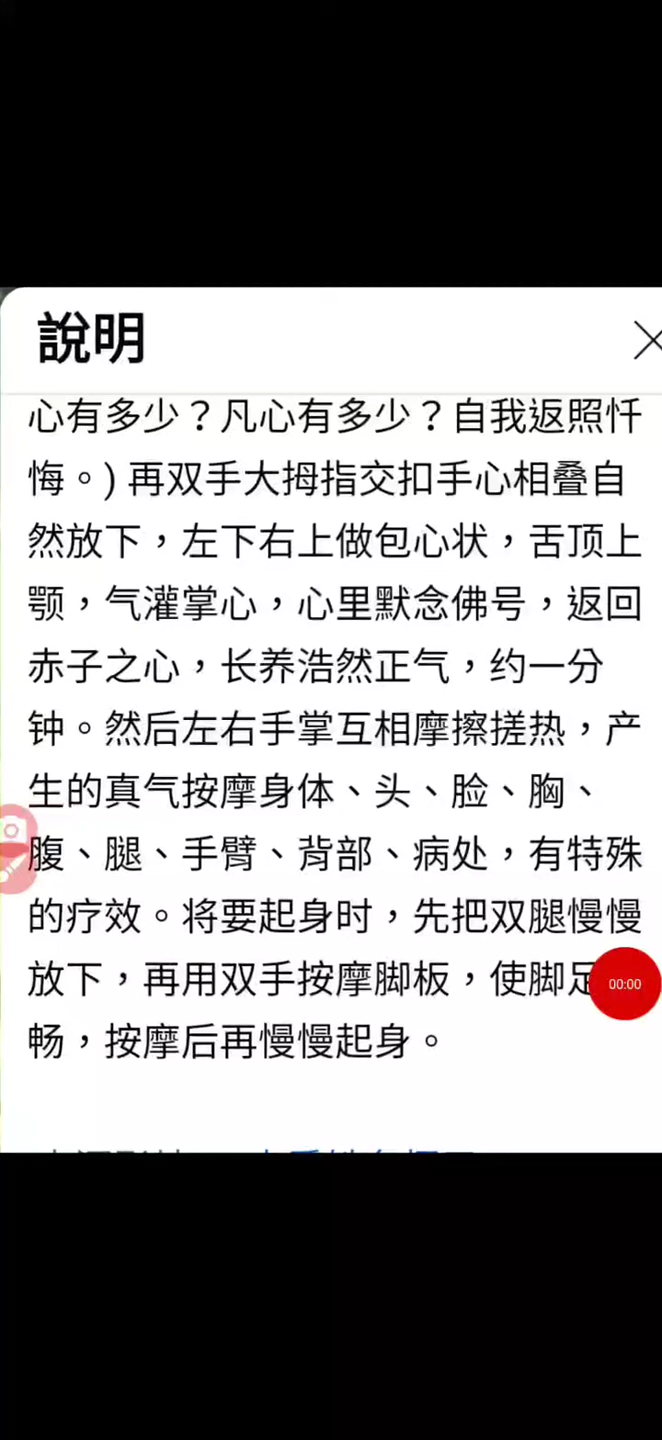 說明
心有多少？凡心有多少？自我返照忏
悔。) 再双手大拇指交扣手心相叠自
然放下，左下右上做包心状，舌顶上
颚，气灌掌心，心里默念佛号，返回
赤子之心，长养浩然正气，约一分
钟。然后左右手掌互相摩擦搓热，产
生的真气按摩身体、头、脸、胸、
腹、腿、手臂、背部、病处，有特殊
的疗效。将要起身时，先把双腿慢慢
放下，再用双手按摩脚板，使脚足
00:00
畅，按摩后再慢慢起身。